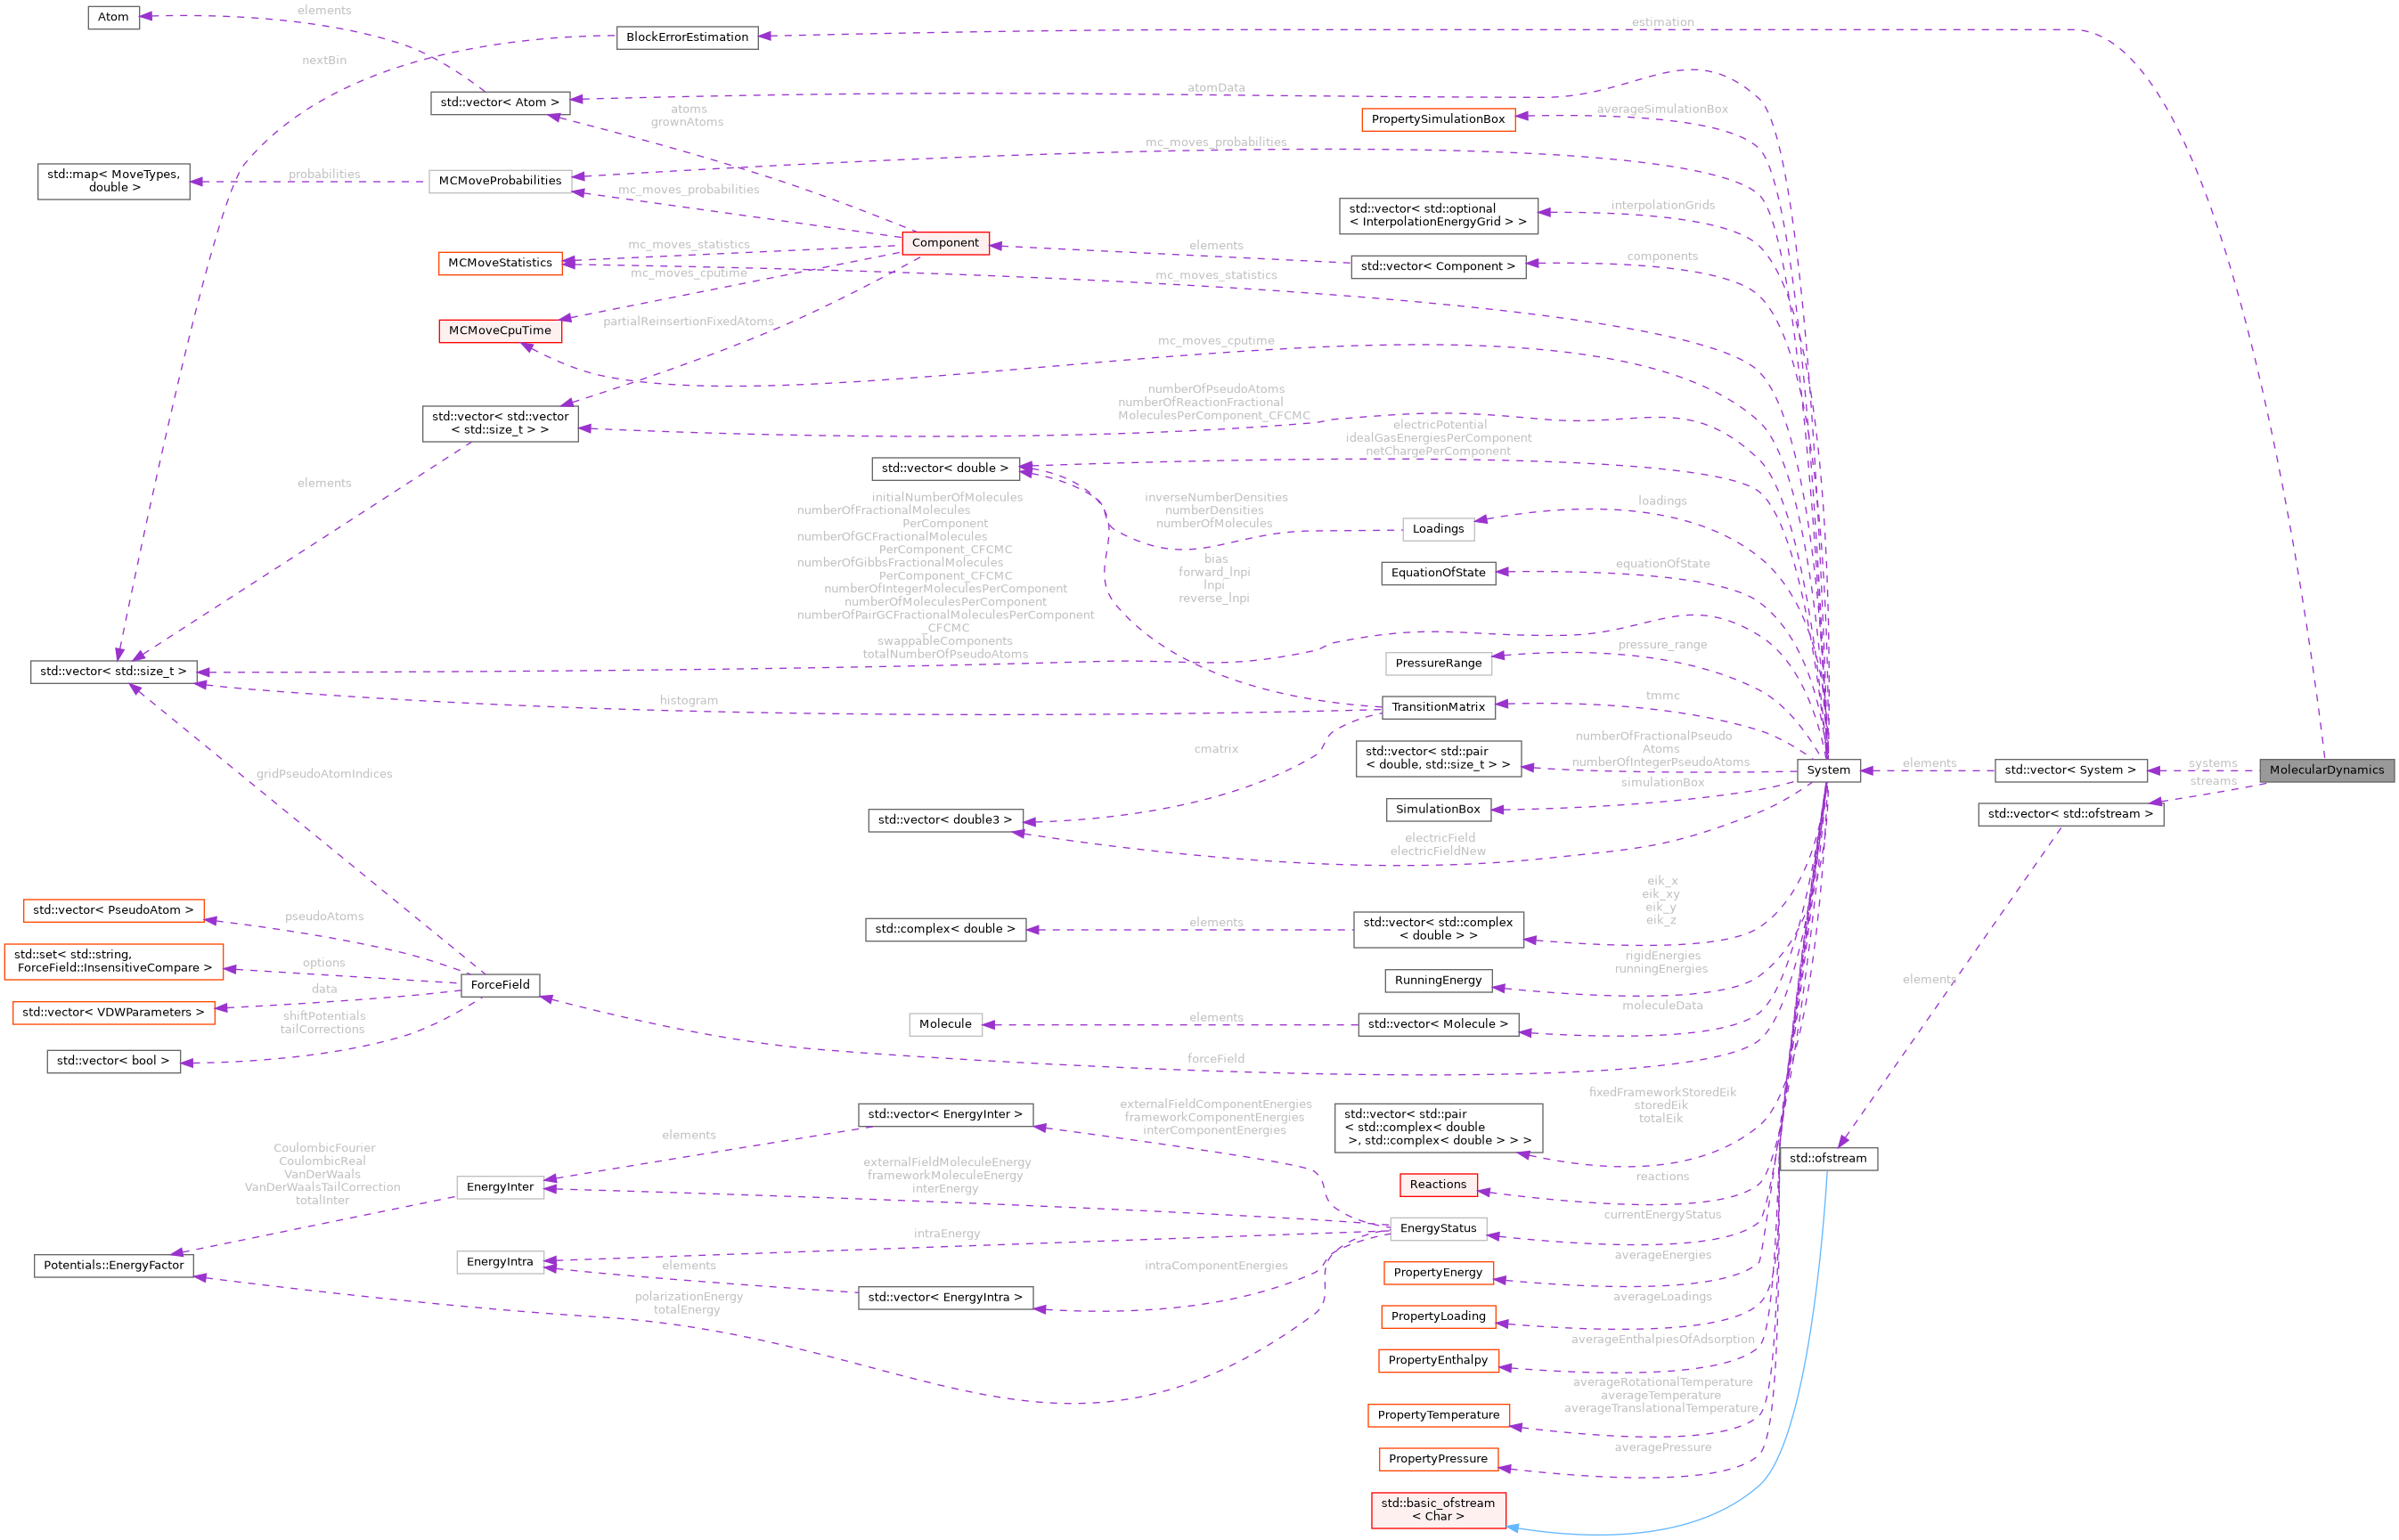 Atom
elements
BlockErrorEstimation
estimation
nextBin
std::vector< Atom >
atoms
grownAtoms
atomData
PropertySimulationBox
averageSimulationBox
std::map< MoveTypes,
double >
probabilities
MCMoveProbabilities
mc_moves_probabilities
mc_moves_probabilities
std::vector< std::optional
< InterpolationEnergyGrid > >
interpolationGrids
MCMoveStatistics
mc_moves_statistics
mc_moves_cputime
Component
elements
std::vector< Component >
components
mc_moves_statistics
MCMoveCpuTime
partialReinsertionFixedAtoms
mc_moves_cputime
std::vector< std::vector
< std::size_t > >
numberOfPseudoAtoms
numberOfReactionFractional
MoleculesPerComponent_CFCMC
electricPotential
idealGasEnergiesPerComponent
netChargePerComponent
std::vector< double >
elements
initialNumberOfMolecules
numberOfFractionalMolecules
PerComponent
numberOfGCFractionalMolecules
PerComponent_CFCMC
numberOfGibbsFractionalMolecules
PerComponent_CFCMC
numberOfIntegerMoleculesPerComponent
numberOfMoleculesPerComponent
numberOfPairGCFractionalMoleculesPerComponent
_CFCMC
swappableComponents
totalNumberOfPseudoAtoms
inverseNumberDensities
numberDensities
numberOfMolecules
Loadings
loadings
bias
forward_lnpi
lnpi
reverse_lnpi
EquationOfState
equationOfState
std::vector< std::size_t >
PressureRange
pressure_range
histogram
TransitionMatrix
tmmc
cmatrix
std::vector< std::pair
< double, std::size_t > >
numberOfFractionalPseudo
Atoms
numberOfIntegerPseudoAtoms
System
elements
std::vector< System >
systems
streams
MolecularDynamics
gridPseudoAtomIndices
std::vector< double3 >
SimulationBox
simulationBox
std::vector< std::ofstream >
electricField
electricFieldNew
std::vector< PseudoAtom >
pseudoAtoms
std::set< std::string,
ForceField::InsensitiveCompare >
options
data
ForceField
std::vector< VDWParameters >
shiftPotentials
tailCorrections
std::vector< bool >
std::complex< double >
elements
std::vector< std::complex
< double > >
eik_x
eik_xy
eik_y
eik_z
RunningEnergy
rigidEnergies
runningEnergies
elements
Molecule
elements
std::vector< Molecule >
moleculeData
forceField
std::vector< EnergyInter >
externalFieldComponentEnergies
frameworkComponentEnergies
interComponentEnergies
std::vector< std::pair
< std::complex< double
>, std::complex< double > > >
fixedFrameworkStoredEik
storedEik
totalEik
std::ofstream
elements
CoulombicFourier
CoulombicReal
VanDerWaals
VanDerWaalsTailCorrection
totalInter
EnergyInter
externalFieldMoleculeEnergy
frameworkMoleculeEnergy
interEnergy
Reactions
reactions
EnergyStatus
currentEnergyStatus
Potentials::EnergyFactor
EnergyIntra
intraEnergy
elements
std::vector< EnergyIntra >
intraComponentEnergies
PropertyEnergy
averageEnergies
polarizationEnergy
totalEnergy
PropertyLoading
averageLoadings
PropertyEnthalpy
averageEnthalpiesOfAdsorption
PropertyTemperature
averageRotationalTemperature
averageTemperature
averageTranslationalTemperature
PropertyPressure
averagePressure
std::basic_ofstream
< Char >